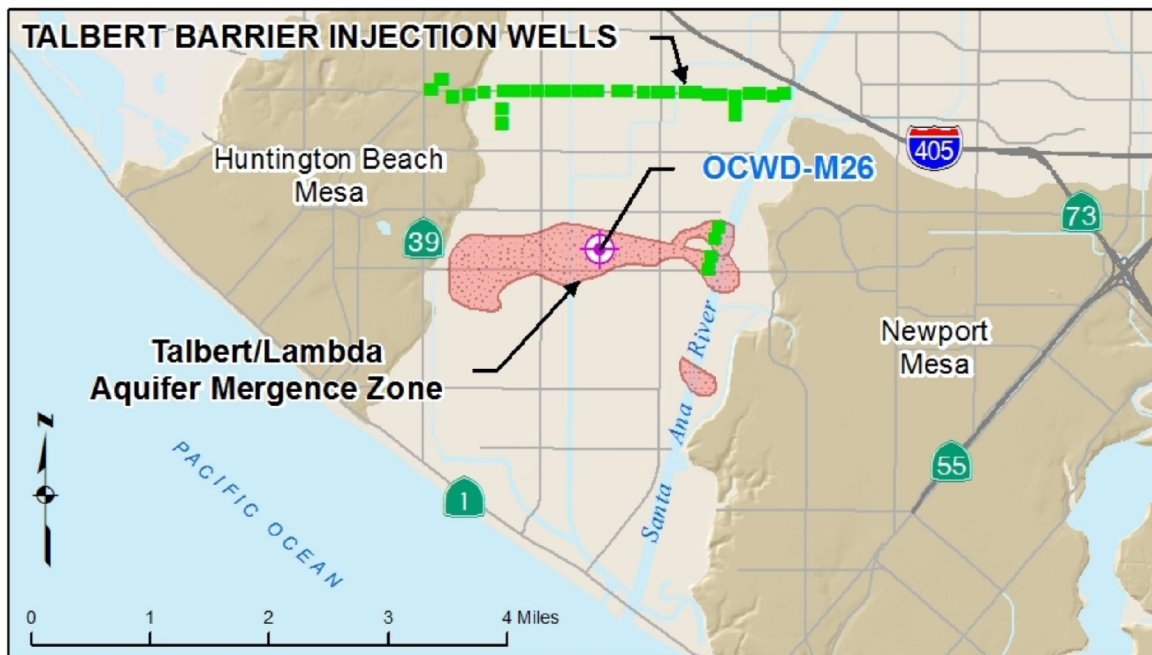 TALBERT BARRIER INJECTION WELLS
Huntington Beach
Mesa
OCWD-M26
405
73
39
Talbert/Lambda
Aquifer Mergence Zone
Newport
Mesa
Santa Ana River
N
PACIFIC OCEAN
55
1
0 1 2 3 4 Miles